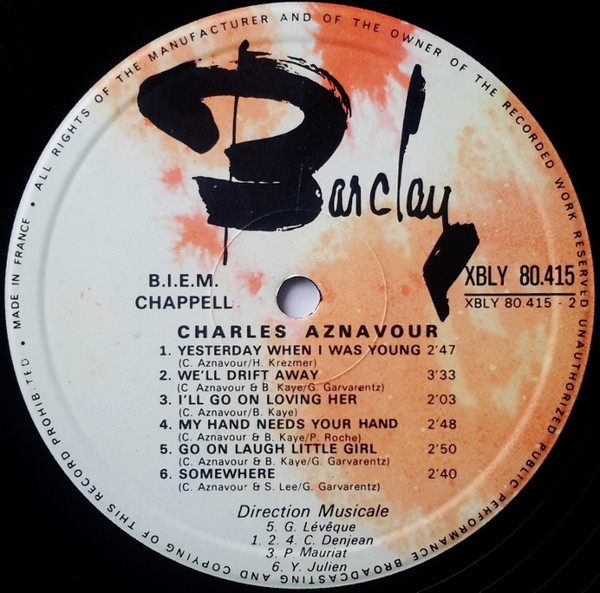 ALL RIGHTS OF THE MANUFACTURER AND OF THE OWNER OF THE RECORDED WORK RESERVED UNAUTHORIZED PUBLIC PERFORMANCE BROADCASTING AND COPYING OF THIS RECORD PROHIBITED • MADE IN FRANCE •
Barclay
B.I.E.M.
CHAPPELL
XBLY 80.415
XBLY 80.415 - 2
CHARLES AZNAVOUR
1. YESTERDAY WHEN I WAS YOUNG 2'47
(C. Aznavour/H. Krezmer)
2. WE'LL DRIFT AWAY 3'33
(C. Aznavour & B. Kaye/G. Garvarentz)
3. I'LL GO ON LOVING HER 2'03
(C. Aznavour/B. Kaye)
4. MY HAND NEEDS YOUR HAND 2'48
(C. Aznavour & B. Kaye/P. Roche)
5. GO ON LAUGH LITTLE GIRL 2'50
(C. Aznavour & B. Kaye/G. Garvarentz)
6. SOMEWHERE 2'40
(C. Aznavour & S. Lee/G. Garvarentz)
Direction Musicale
5. G. Lévêque
1. 2. 4. C. Denjean
3. P. Mauriat
6. Y. Julien